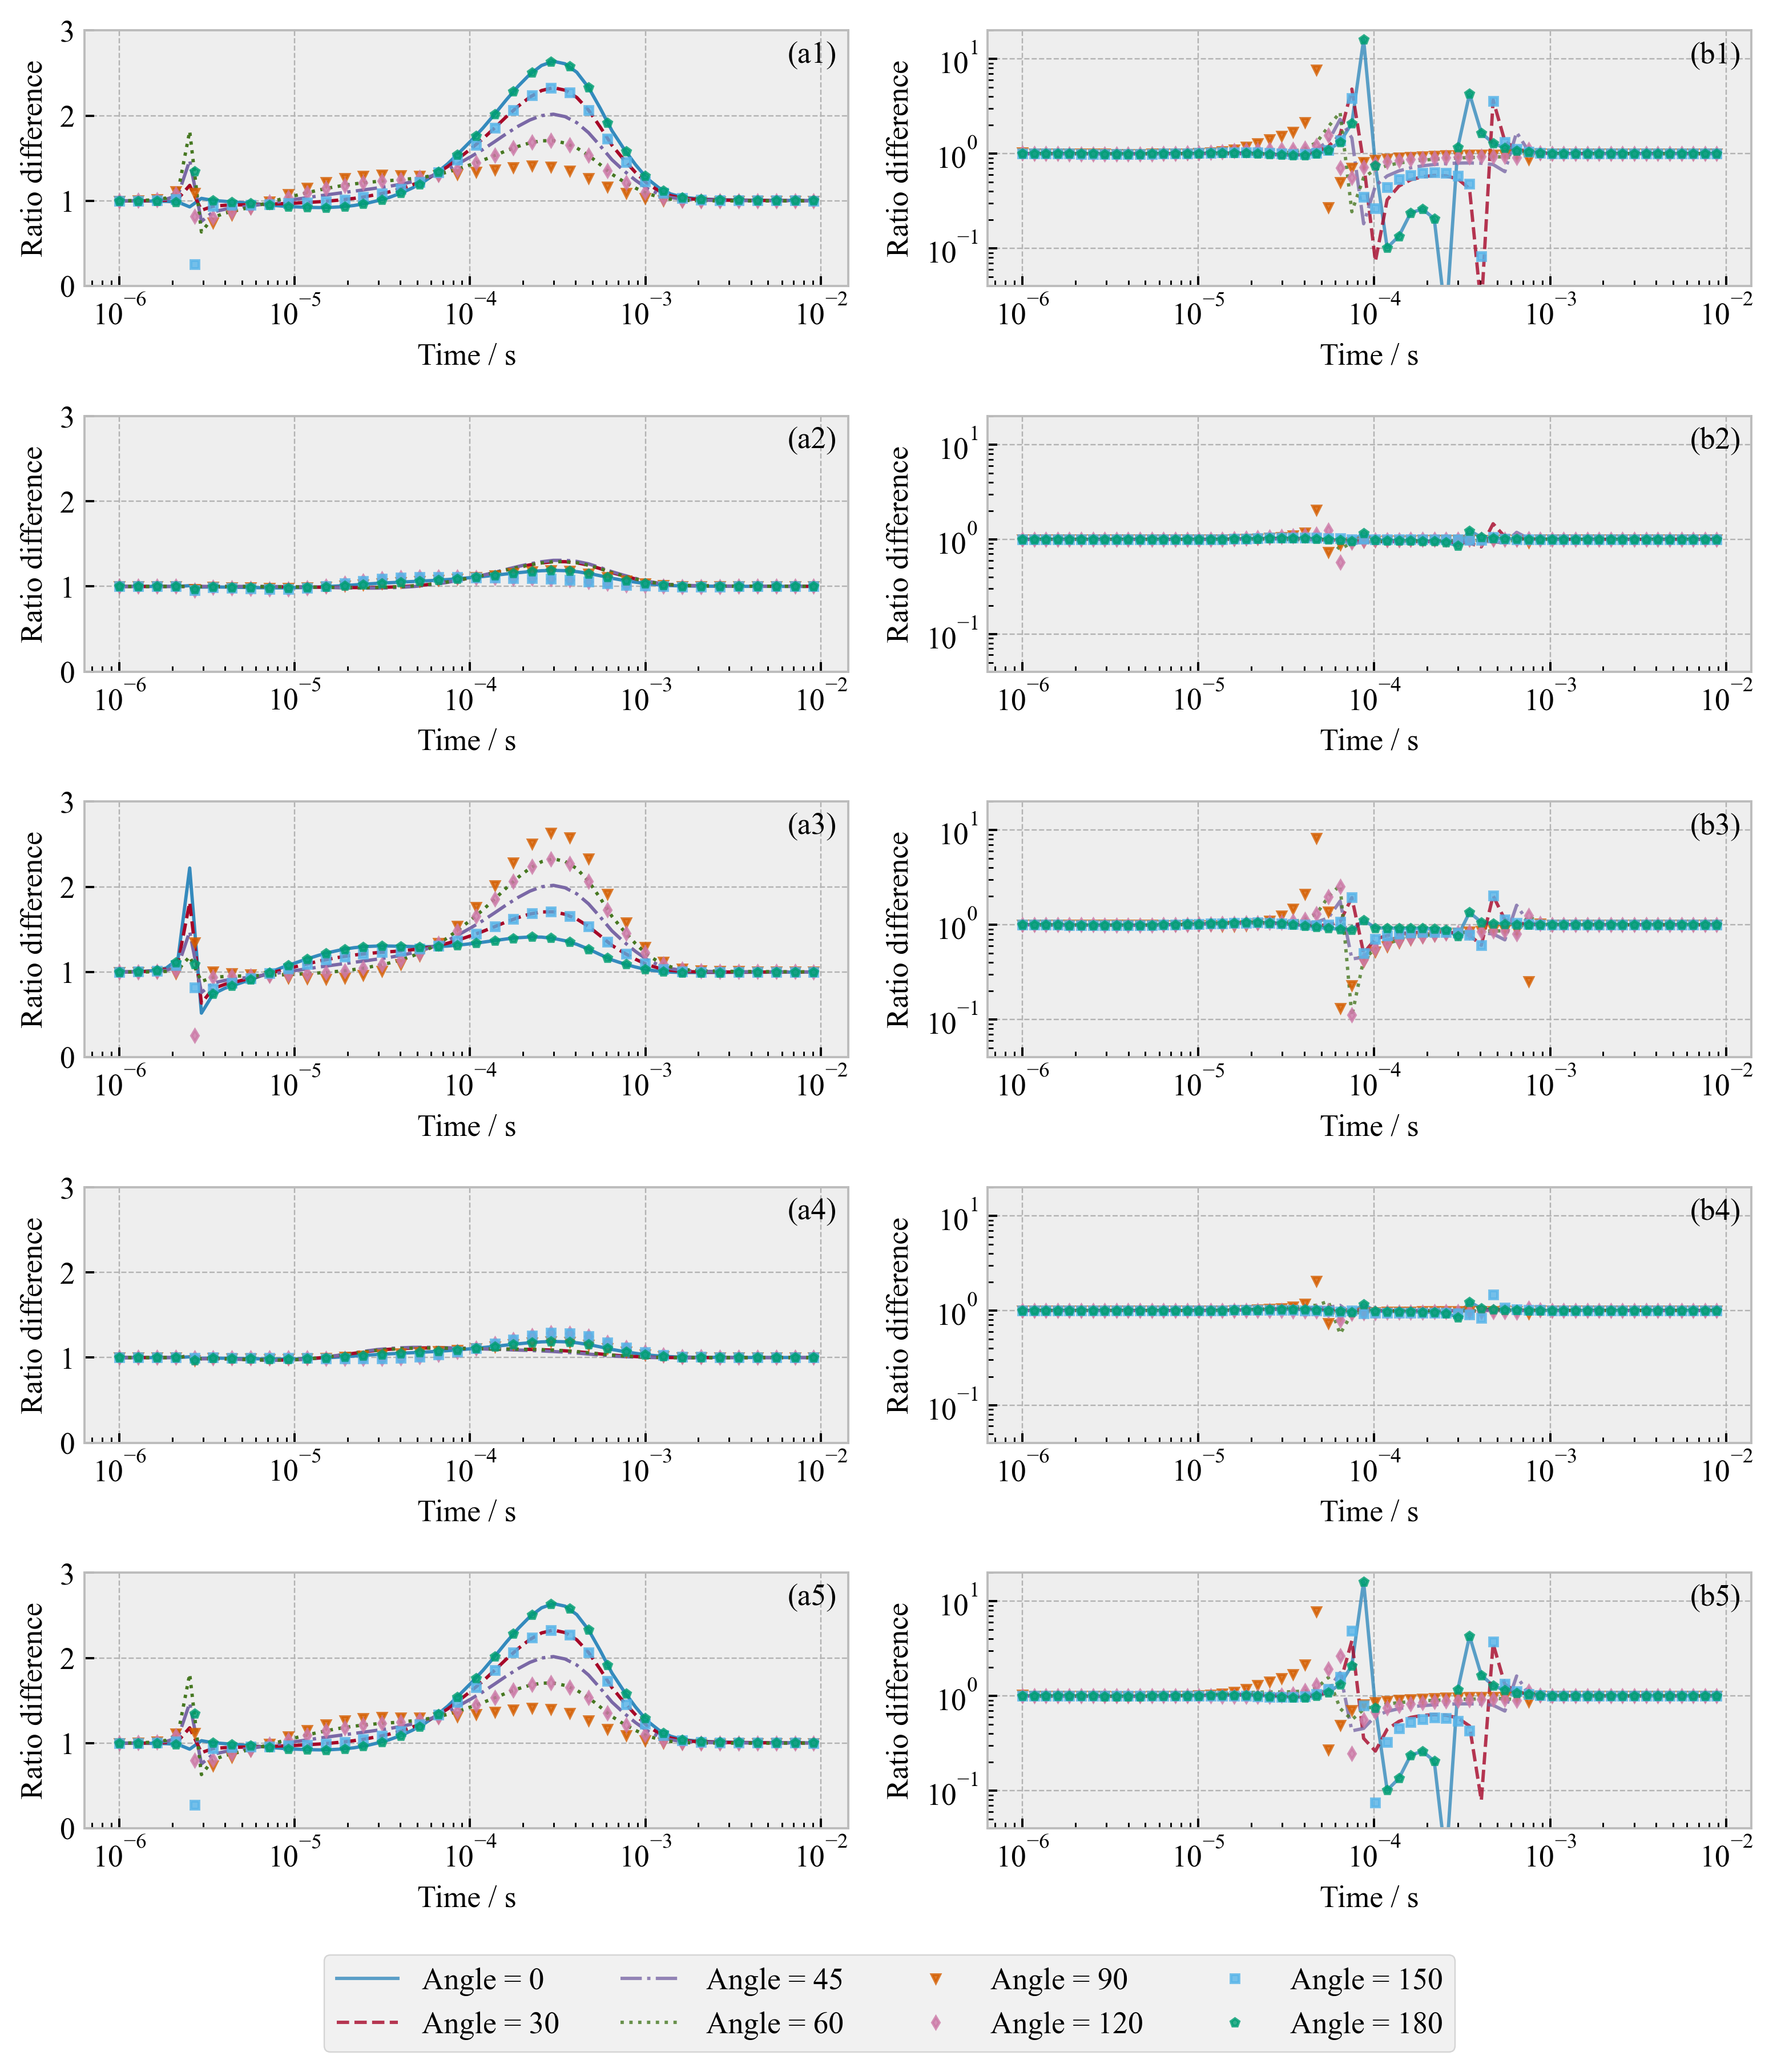 (a1)
Ratio difference
3
2
1
0
10−6 10−5 10−4 10−3 10−2
Time / s
(b1)
Ratio difference
10^1
10^0
10^−1
10^−6 10^−5 10^−4 10^−3 10^−2
Time / s
(a2)
Ratio difference
3
2
1
0
10^−6 10^−5 10^−4 10^−3 10^−2
Time / s
(b2)
Ratio difference
10^1
10^0
10^−1
10^−6 10^−5 10^−4 10^−3 10^−2
Time / s
(a3)
Ratio difference
3
2
1
0
10^−6 10^−5 10^−4 10^−3 10^−2
Time / s
(b3)
Ratio difference
10^1
10^0
10^−1
10^−6 10^−5 10^−4 10^−3 10^−2
Time / s
(a4)
Ratio difference
3
2
1
0
10^−6 10^−5 10^−4 10^−3 10^−2
Time / s
(b4)
Ratio difference
10^1
10^0
10^−1
10^−6 10^−5 10^−4 10^−3 10^−2
Time / s
(a5)
Ratio difference
3
2
1
0
10^−6 10^−5 10^−4 10^−3 10^−2
Time / s
(b5)
Ratio difference
10^1
10^0
10^−1
10^−6 10^−5 10^−4 10^−3 10^−2
Time / s
Angle = 0 Angle = 45 Angle = 90 Angle = 150
Angle = 30 Angle = 60 Angle = 120 Angle = 180